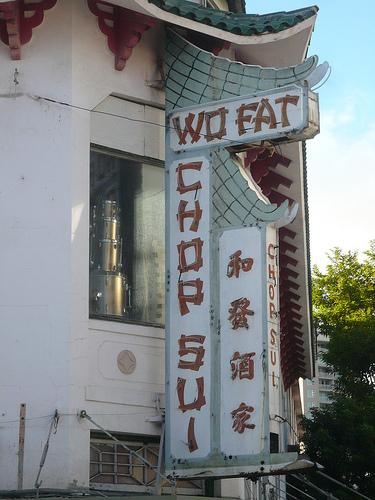 WO FAT
CHOP SUI
和發酒家
CHOP SUI